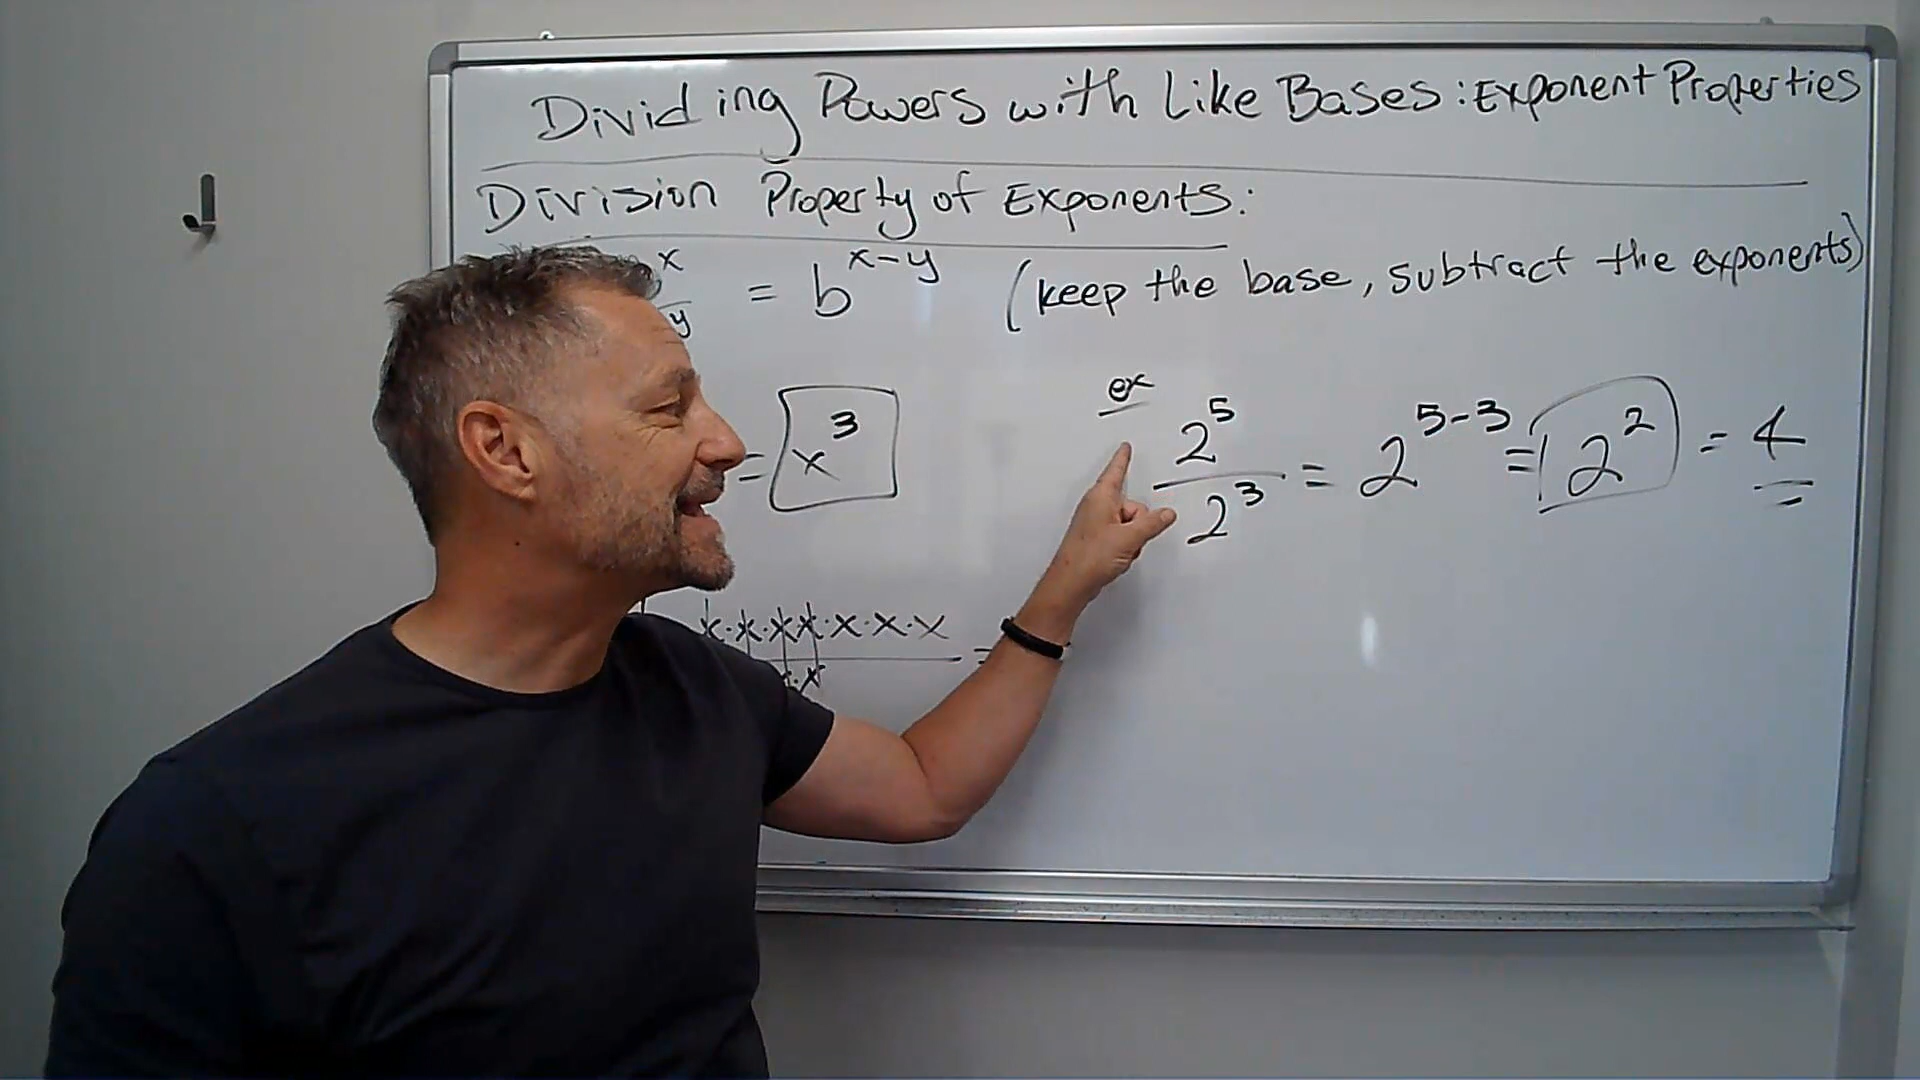 Dividing Powers with Like Bases: Exponent Properties
Division Property of Exponents:
x/y = b^(x-y) (keep the base, subtract the exponents)
ex
= x^3
2^5/2^3 = 2^(5-3) = 2^2 = 4
x·x·x·x·x·x·x
·x =